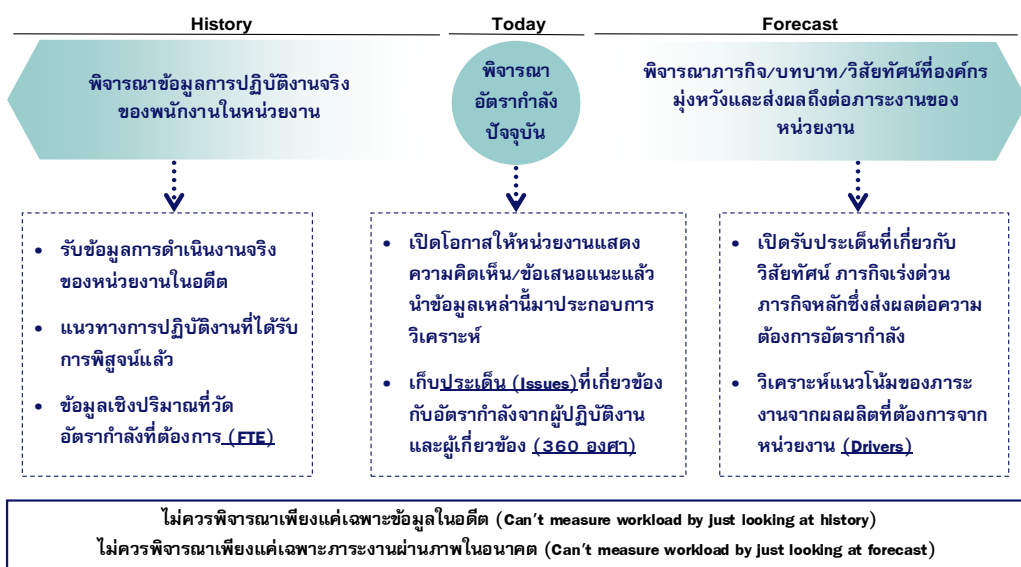 History
Today
Forecast
พิจารณาข้อมูลการปฏิบัติงานจริง
ของพนักงานในหน่วยงาน
พิจารณา
อัตรากำลัง
ปัจจุบัน
พิจารณาภารกิจ/บทบาท/วิสัยทัศน์ที่องค์กร
มุ่งหวังและส่งผลถึงต่อภาระงานของ
หน่วยงาน
• รับข้อมูลการดำเนินงานจริง
ของหน่วยงานในอดีต
• แนวทางการปฏิบัติงานที่ได้รับ
การพิสูจน์แล้ว
• ข้อมูลเชิงปริมาณที่วัด
อัตรากำลังที่ต้องการ (FTE)
• เปิดโอกาสให้หน่วยงานแสดง
ความคิดเห็น/ข้อเสนอแนะแล้ว
นำข้อมูลเหล่านี้มาประกอบการ
วิเคราะห์
• เก็บประเด็น (Issues)ที่เกี่ยวข้อง
กับอัตรากำลังจากผู้ปฏิบัติงาน
และผู้เกี่ยวข้อง (360 องศา)
• เปิดรับประเด็นที่เกี่ยวกับ
วิสัยทัศน์ ภารกิจเร่งด่วน
ภารกิจหลักซึ่งส่งผลต่อความ
ต้องการอัตรากำลัง
• วิเคราะห์แนวโน้มของภาระ
งานจากผลผลิตที่ต้องการจาก
หน่วยงาน (Drivers)
ไม่ควรพิจารณาเพียงแค่เฉพาะข้อมูลในอดีต (Can't measure workload by just looking at history)
ไม่ควรพิจารณาเพียงแค่เฉพาะภาระงานผ่านภาพในอนาคต (Can't measure workload by just looking at forecast)